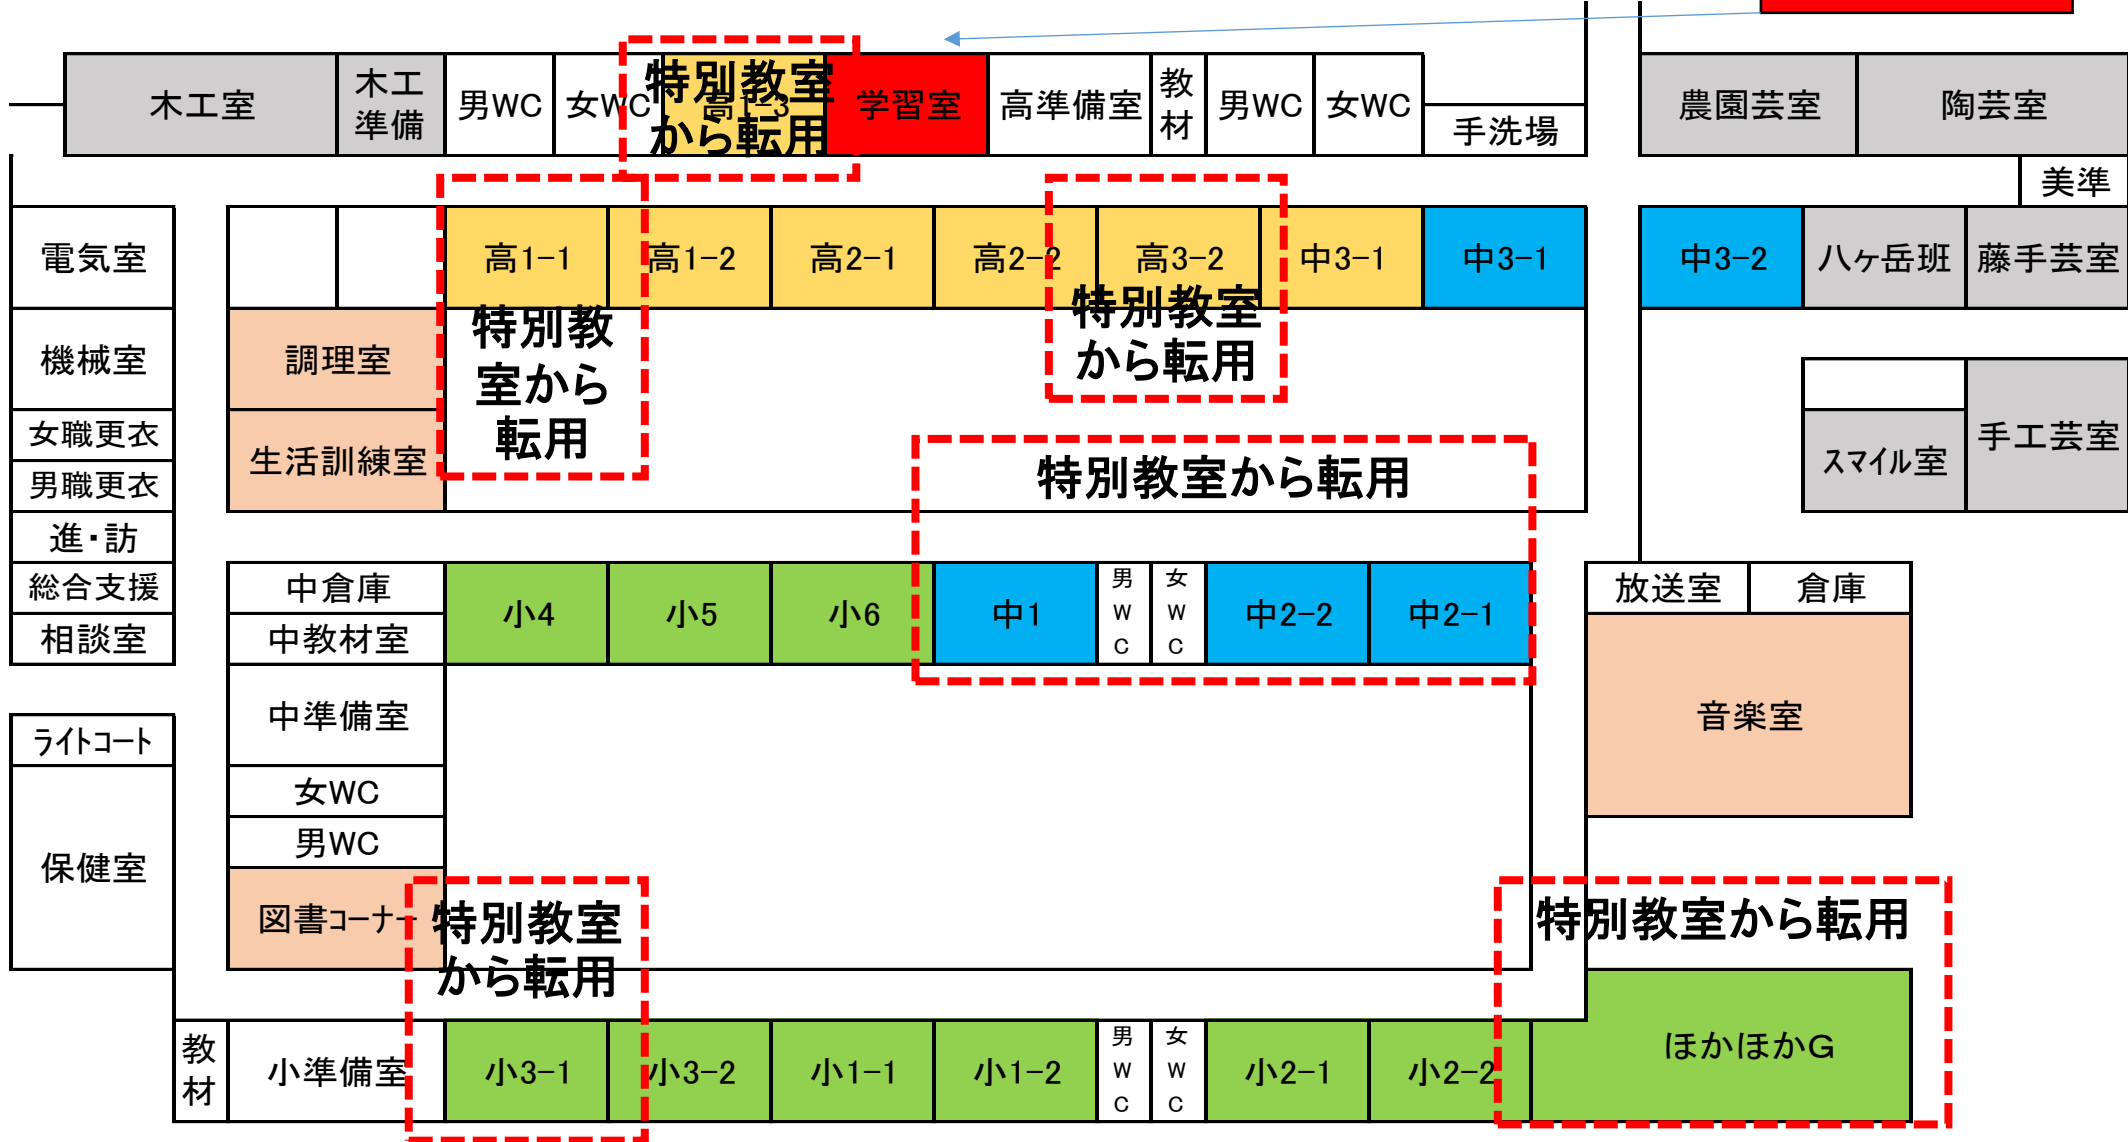 木工室
木工
準備
男WC
女WC
高1-3
特別教室
から転用
学習室
高準備室
教
材
男WC
女WC
手洗場
農園芸室
陶芸室
美準
電気室
高1-1
高1-2
高2-1
高2-2
高3-2
中3-1
中3-1
中3-2
八ヶ岳班
藤手芸室
特別教
室から
転用
特別教室
から転用
機械室
調理室
女職更衣
生活訓練室
男職更衣
特別教室から転用
スマイル室
手工芸室
進・訪
総合支援
相談室
中倉庫
中教材室
小4
小5
小6
中1
男
W
C
女
W
C
中2-2
中2-1
放送室
倉庫
中準備室
音楽室
ライトコート
女WC
男WC
保健室
図書コーナー
特別教室
から転用
特別教室から転用
教
材
小準備室
小3-1
小3-2
小1-1
小1-2
男
W
C
女
W
C
小2-1
小2-2
ほかほかG